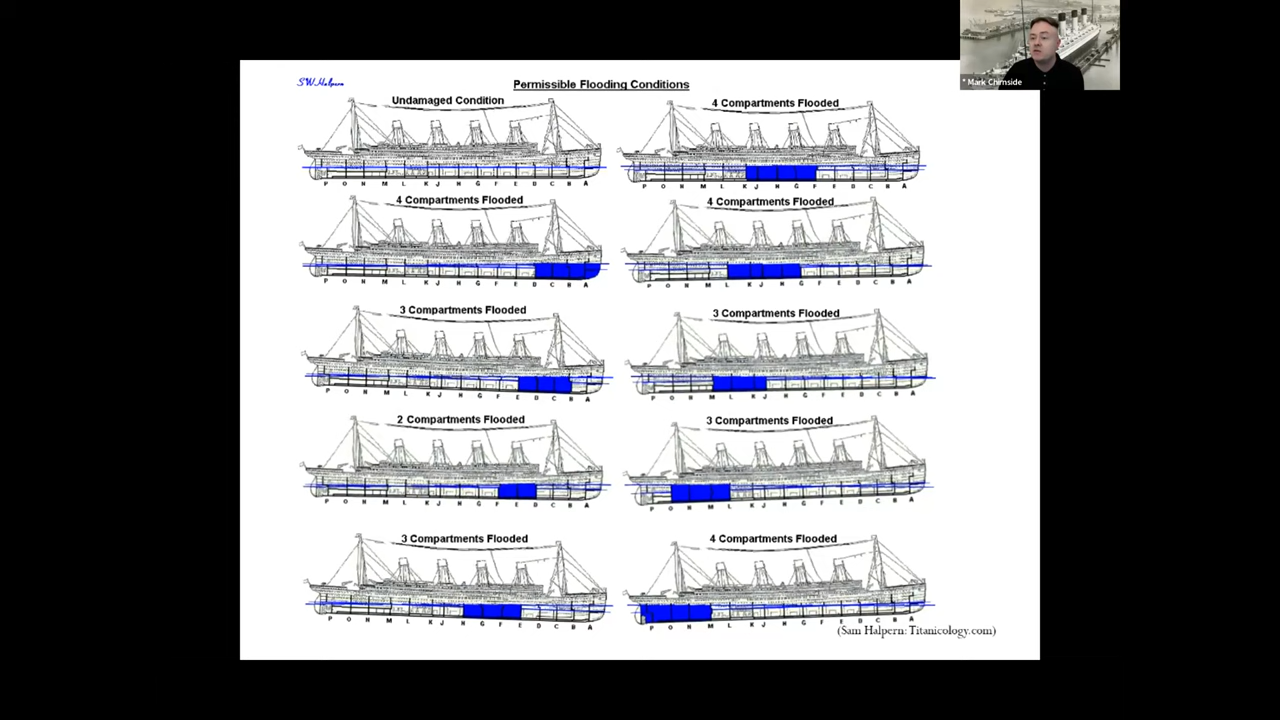 * Mark Chirnside
SWHalpern
Permissible Flooding Conditions
Undamaged Condition
P O N M L K J H G F E D C B A
4 Compartments Flooded
P O N M L K J H G F E D C B A
4 Compartments Flooded
P O N M L K J H G F E D C B A
4 Compartments Flooded
P O N M L K J H G F E D C B A
3 Compartments Flooded
P O N M L K J H G F E D C B A
3 Compartments Flooded
P O N M L K J H G F E D C B A
2 Compartments Flooded
P O N M L K J H G F E D C B A
3 Compartments Flooded
P O N M L K J H G F E D C B A
3 Compartments Flooded
P O N M L K J H G F E D C B A
4 Compartments Flooded
P O N M L K J H G F E D C B A
(Sam Halpern: Titanicology.com)